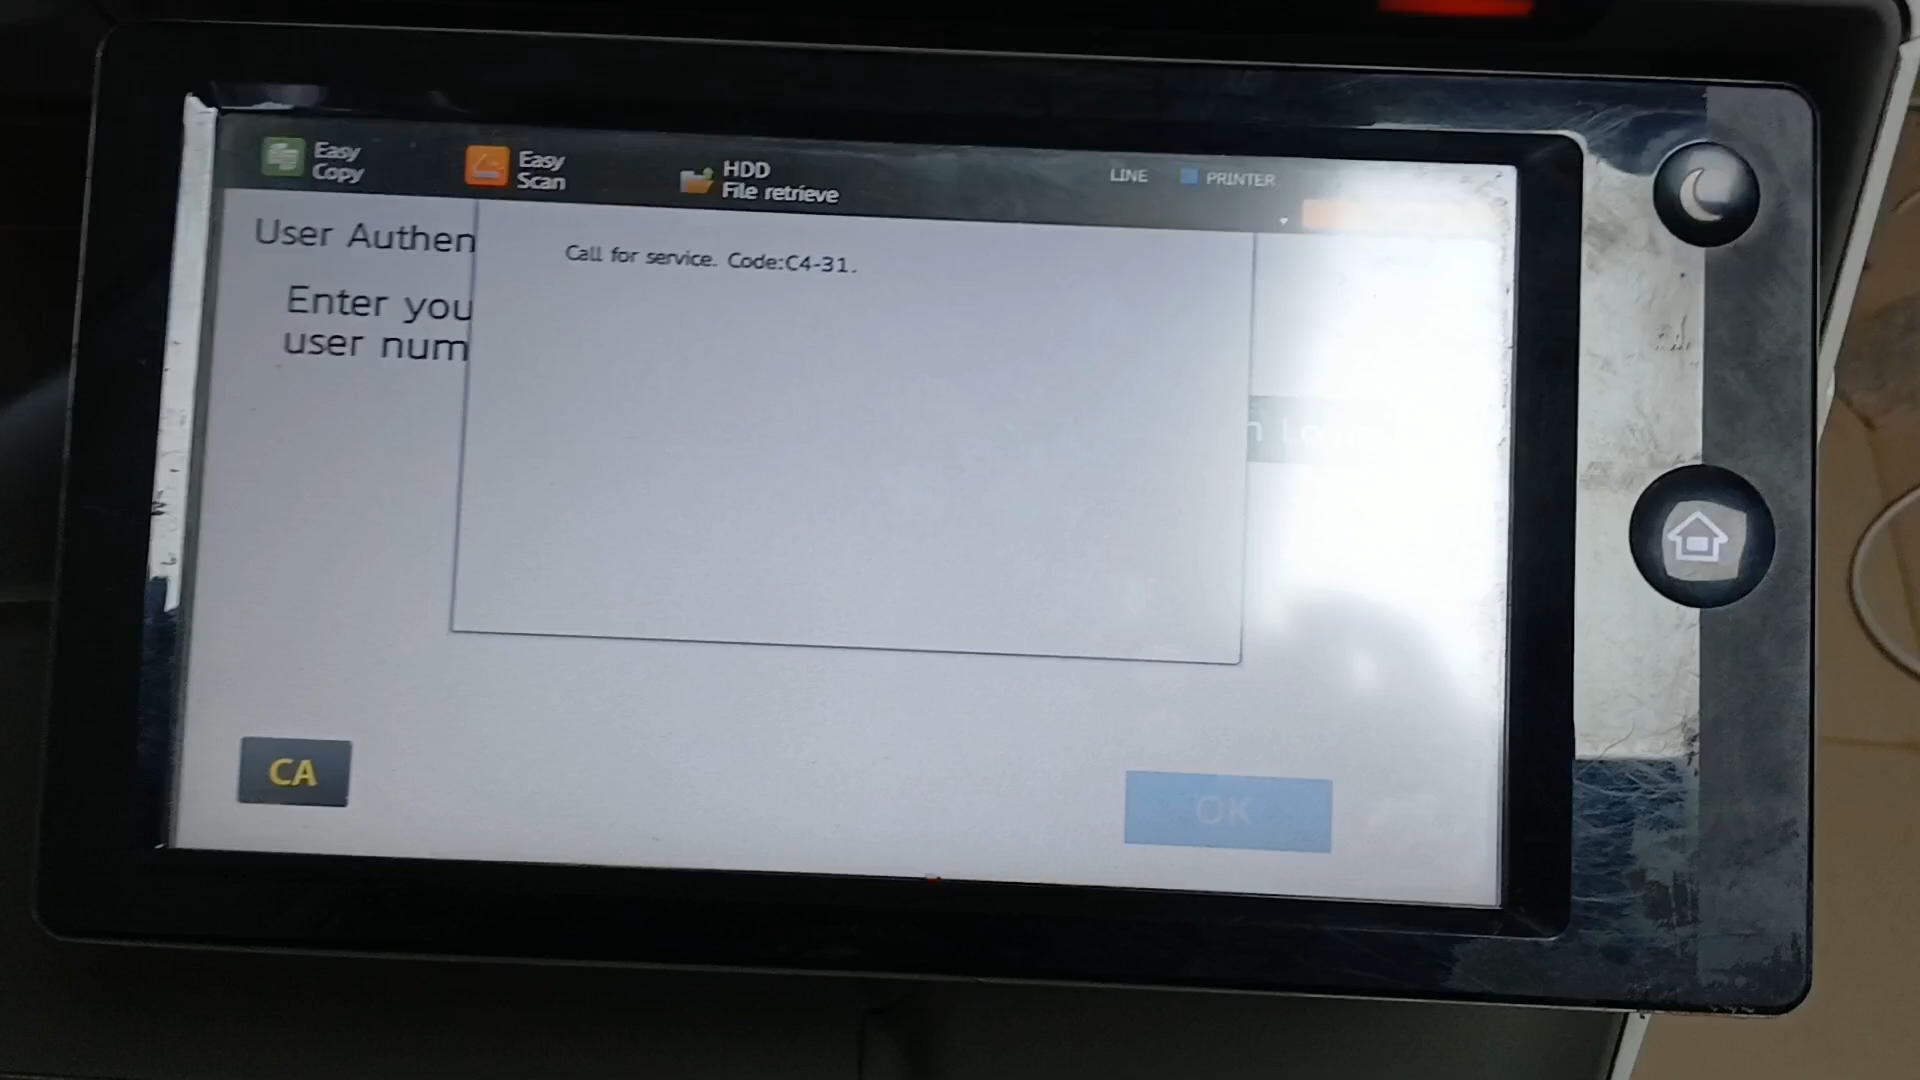 Easy
Copy
Easy
Scan
HDD
File retrieve
LINE
PRINTER
User Authen
Call for service. Code:C4-31.
Enter you
user num
CA
OK